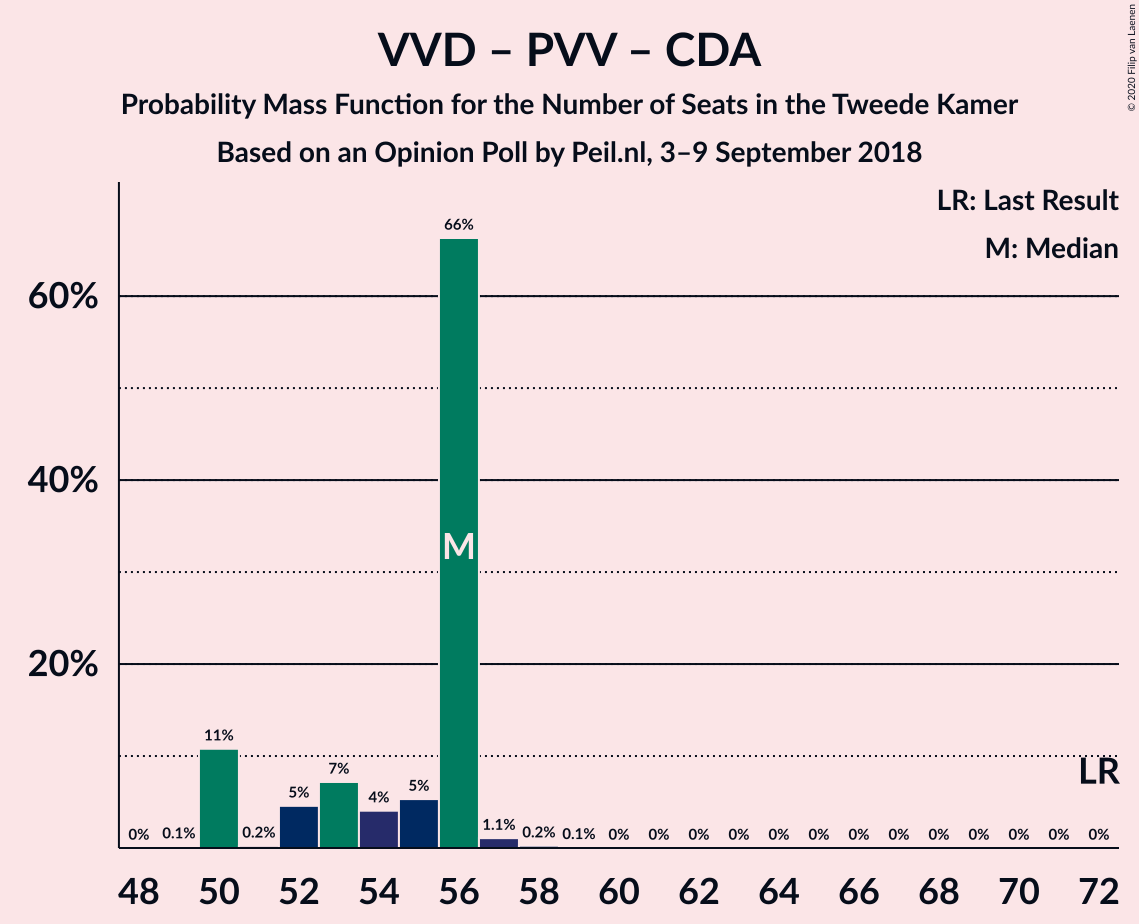 VVD – PVV – CDA
Probability Mass Function for the Number of Seats in the Tweede Kamer
Based on an Opinion Poll by Peil.nl, 3–9 September 2018
© 2020 Filip van Laenen
LR: Last Result
M: Median
60%
40%
20%
0% 0.1% 11% 0.2% 5% 7% 4% 5% 66% 1.1% 0.2% 0.1% 0% 0% 0% 0% 0% 0% 0% 0% 0% 0% 0% 0% 0%
M
LR
48 50 52 54 56 58 60 62 64 66 68 70 72